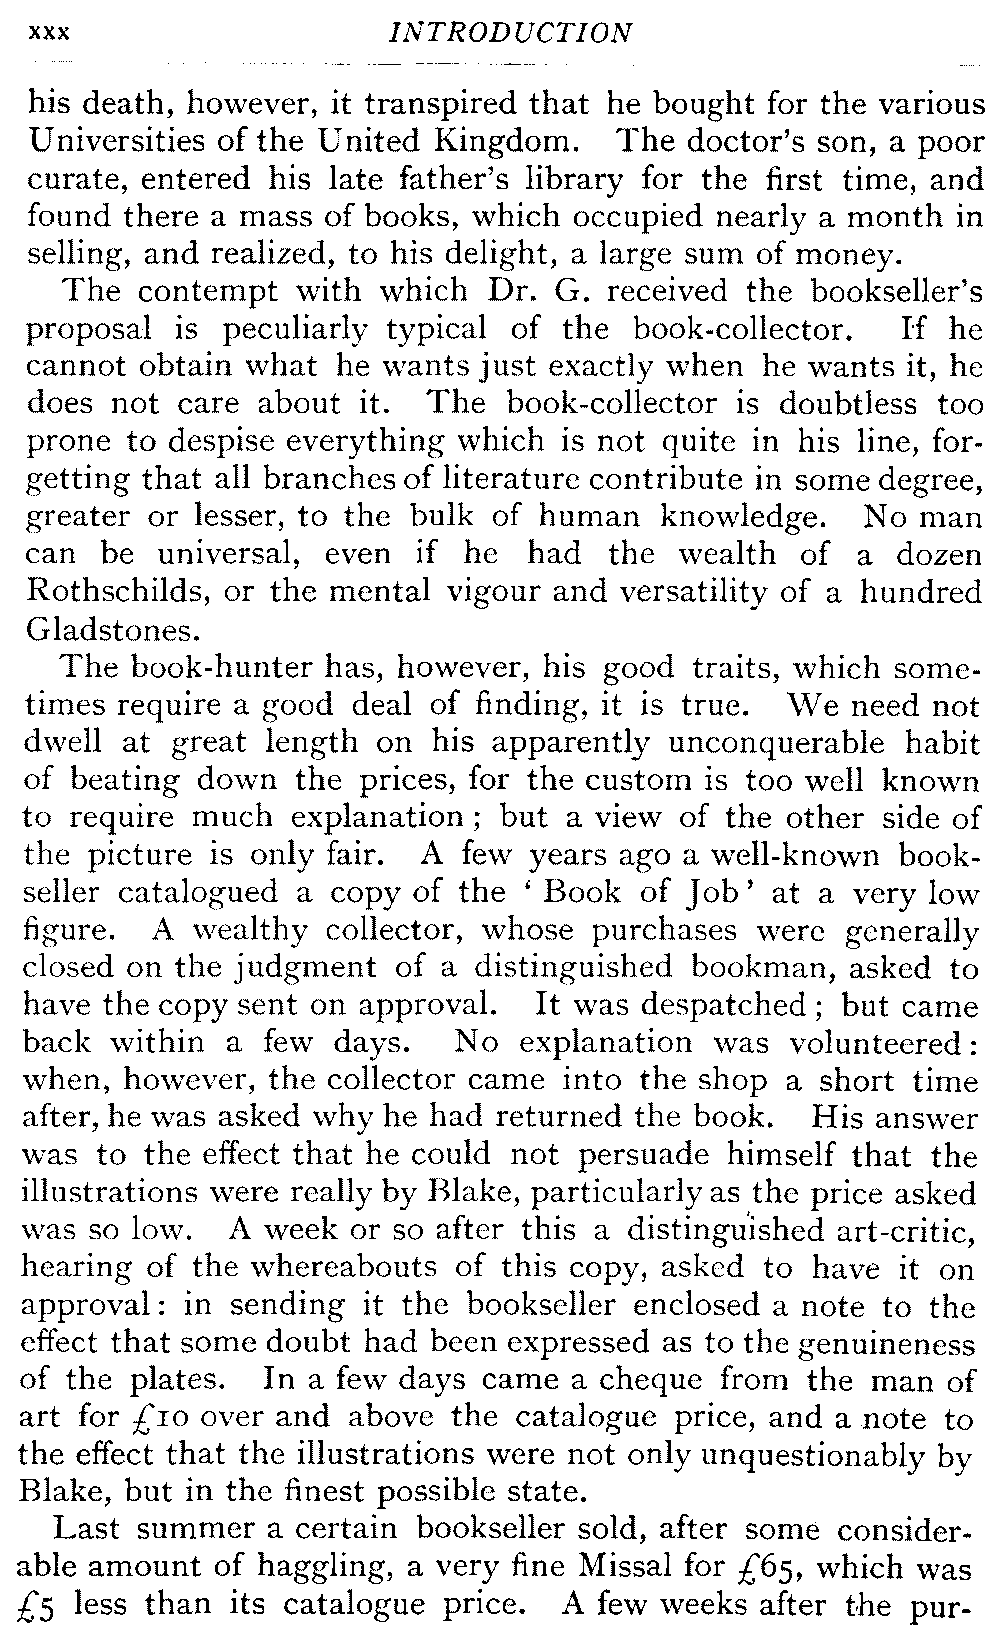 xxx INTRODUCTION
his death, however, it transpired that he bought for the various
Universities of the United Kingdom. The doctor's son, a poor
curate, entered his late father's library for the first time, and
found there a mass of books, which occupied nearly a month in
selling, and realized, to his delight, a large sum of money.
The contempt with which Dr. G. received the bookseller's
proposal is peculiarly typical of the book-collector. If he
cannot obtain what he wants just exactly when he wants it, he
does not care about it. The book-collector is doubtless too
prone to despise everything which is not quite in his line, for-
getting that all branches of literature contribute in some degree,
greater or lesser, to the bulk of human knowledge. No man
can be universal, even if he had the wealth of a dozen
Rothschilds, or the mental vigour and versatility of a hundred
Gladstones.
The book-hunter has, however, his good traits, which some-
times require a good deal of finding, it is true. We need not
dwell at great length on his apparently unconquerable habit
of beating down the prices, for the custom is too well known
to require much explanation; but a view of the other side of
the picture is only fair. A few years ago a well-known book-
seller catalogued a copy of the ‘Book of Job’ at a very low
figure. A wealthy collector, whose purchases were generally
closed on the judgment of a distinguished bookman, asked to
have the copy sent on approval. It was despatched; but came
back within a few days. No explanation was volunteered:
when, however, the collector came into the shop a short time
after, he was asked why he had returned the book. His answer
was to the effect that he could not persuade himself that the
illustrations were really by Blake, particularly as the price asked
was so low. A week or so after this a distinguished art-critic,
hearing of the whereabouts of this copy, asked to have it on
approval: in sending it the bookseller enclosed a note to the
effect that some doubt had been expressed as to the genuineness
of the plates. In a few days came a cheque from the man of
art for £10 over and above the catalogue price, and a note to
the effect that the illustrations were not only unquestionably by
Blake, but in the finest possible state.
Last summer a certain bookseller sold, after some consider-
able amount of haggling, a very fine Missal for £65, which was
£5 less than its catalogue price. A few weeks after the pur-